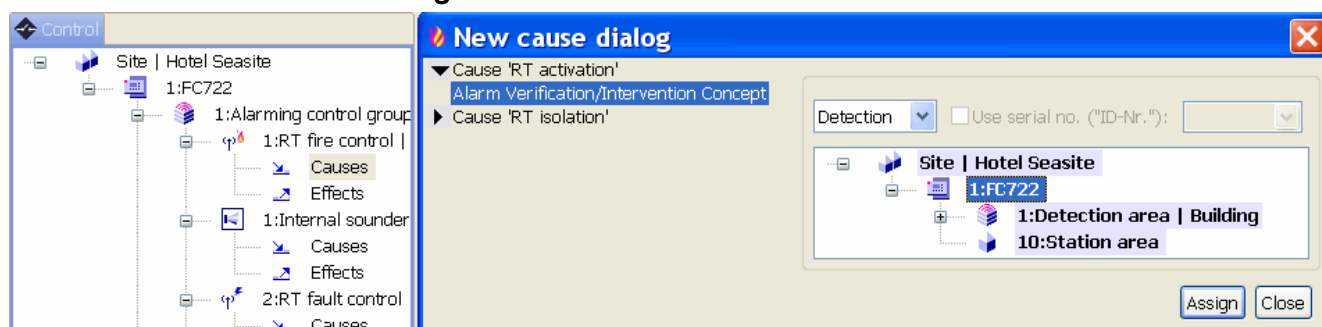 Control
Site | Hotel Seasite
1:FC722
1:Alarming control group
1:RT fire control |
Causes
Effects
1:Internal sounder
Causes
Effects
2:RT fault control
Causes
New cause dialog
Cause 'RT activation'
Alarm Verification/Intervention Concept
Cause 'RT isolation'
Detection
Use serial no. ("ID-Nr."):
Site | Hotel Seasite
1:FC722
1:Detection area | Building
10:Station area
Assign
Close